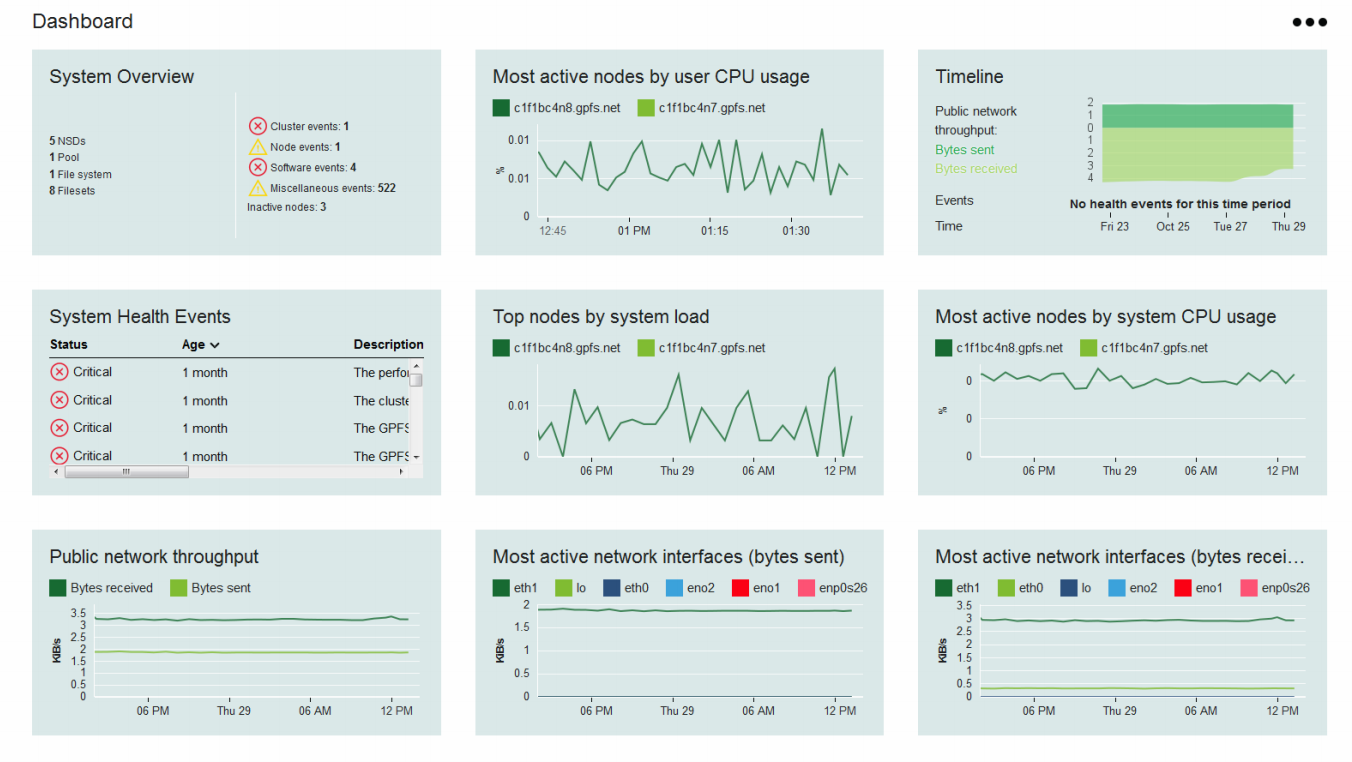 Dashboard
System Overview
5 NSDs
1 Pool
1 File system
8 Filesets
Cluster events: 1
Node events: 1
Software events: 4
Miscellaneous events: 522
Inactive nodes: 3
Most active nodes by user CPU usage
c1f1bc4n8.gpfs.net c1f1bc4n7.gpfs.net
%
0.01
0.01
0
12:45 01 PM 01:15 01:30
Timeline
Public network
throughput:
Bytes sent
Bytes received
2
1
0
1
2
3
4
Events
No health events for this time period
Time
Fri 23 Oct 25 Tue 27 Thu 29
System Health Events
Status Age Description
Critical 1 month The perfo
Critical 1 month The cluste
Critical 1 month The GPFS
Critical 1 month The GPFS
Top nodes by system load
c1f1bc4n8.gpfs.net c1f1bc4n7.gpfs.net
0.01
0
06 PM Thu 29 06 AM 12 PM
Most active nodes by system CPU usage
c1f1bc4n8.gpfs.net c1f1bc4n7.gpfs.net
%
0
0
0
06 PM Thu 29 06 AM 12 PM
Public network throughput
Bytes received Bytes sent
KiB/s
3.5
3
2.5
2
1.5
1
0.5
0
06 PM Thu 29 06 AM 12 PM
Most active network interfaces (bytes sent)
eth1 lo eth0 eno2 eno1 enp0s26
KiB/s
2
1.5
1
0.5
0
06 PM Thu 29 06 AM 12 PM
Most active network interfaces (bytes recei...
eth1 eth0 lo eno2 eno1 enp0s26
KiB/s
3.5
3
2.5
2
1.5
1
0.5
0
06 PM Thu 29 06 AM 12 PM